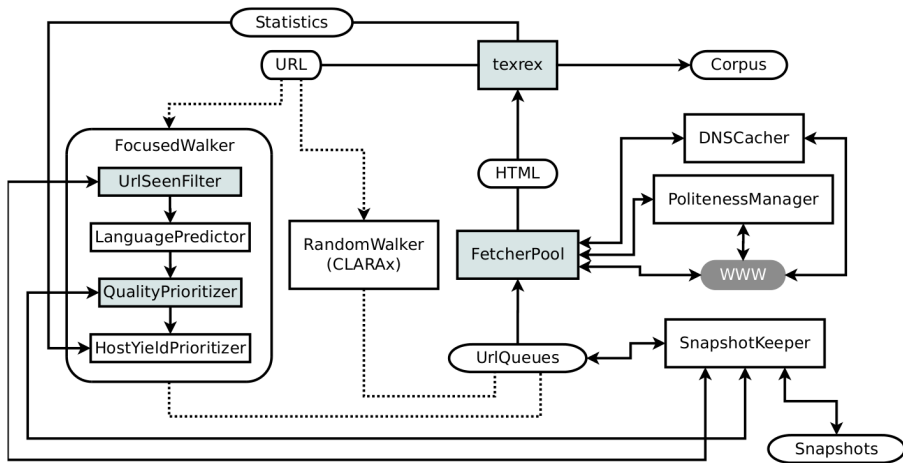 Statistics
URL
texrex
Corpus
FocusedWalker
UrlSeenFilter
LanguagePredictor
QualityPrioritizer
HostYieldPrioritizer
RandomWalker
(CLARAx)
HTML
FetcherPool
UrlQueues
DNSCacher
PolitenessManager
WWW
SnapshotKeeper
Snapshots